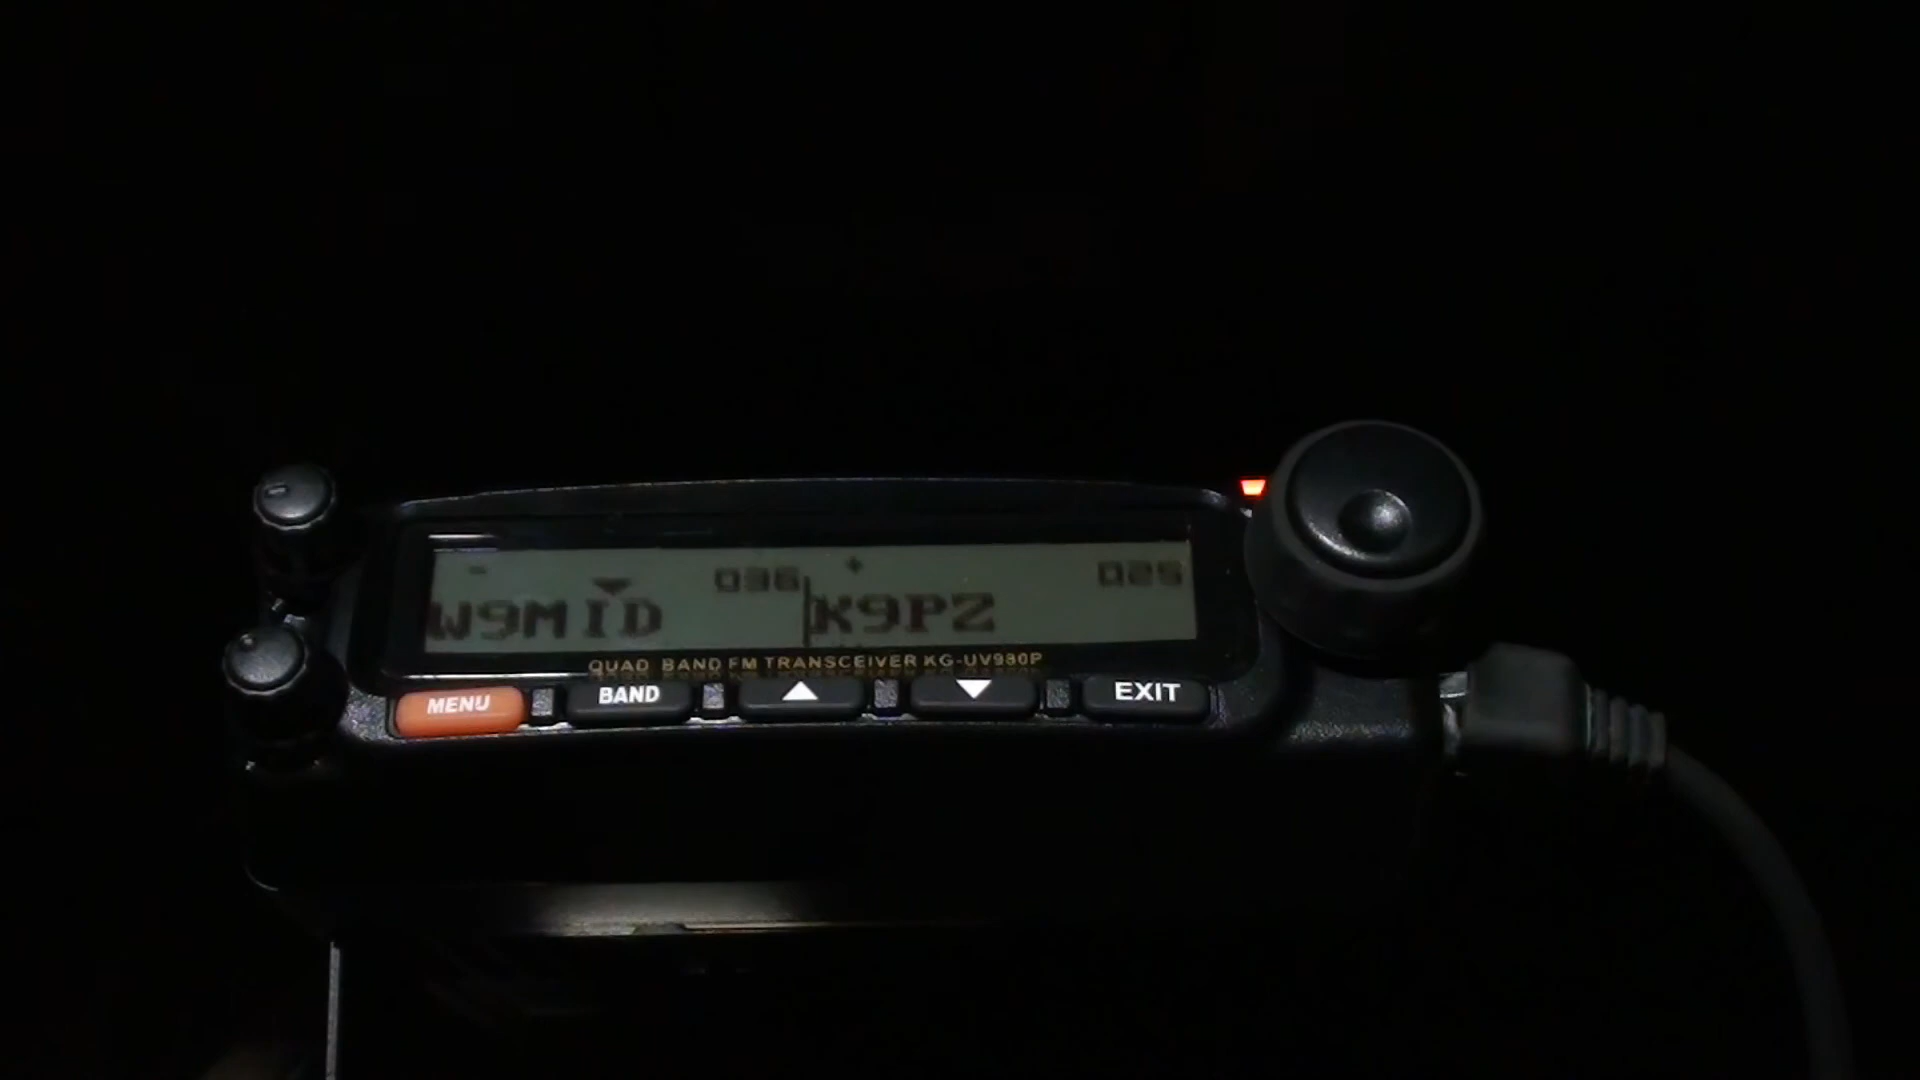 - 036 + 025
W9MID K9PZ
QUAD BAND FM TRANSCEIVER KG-UV980P
MENU BAND ▲ ▼ EXIT